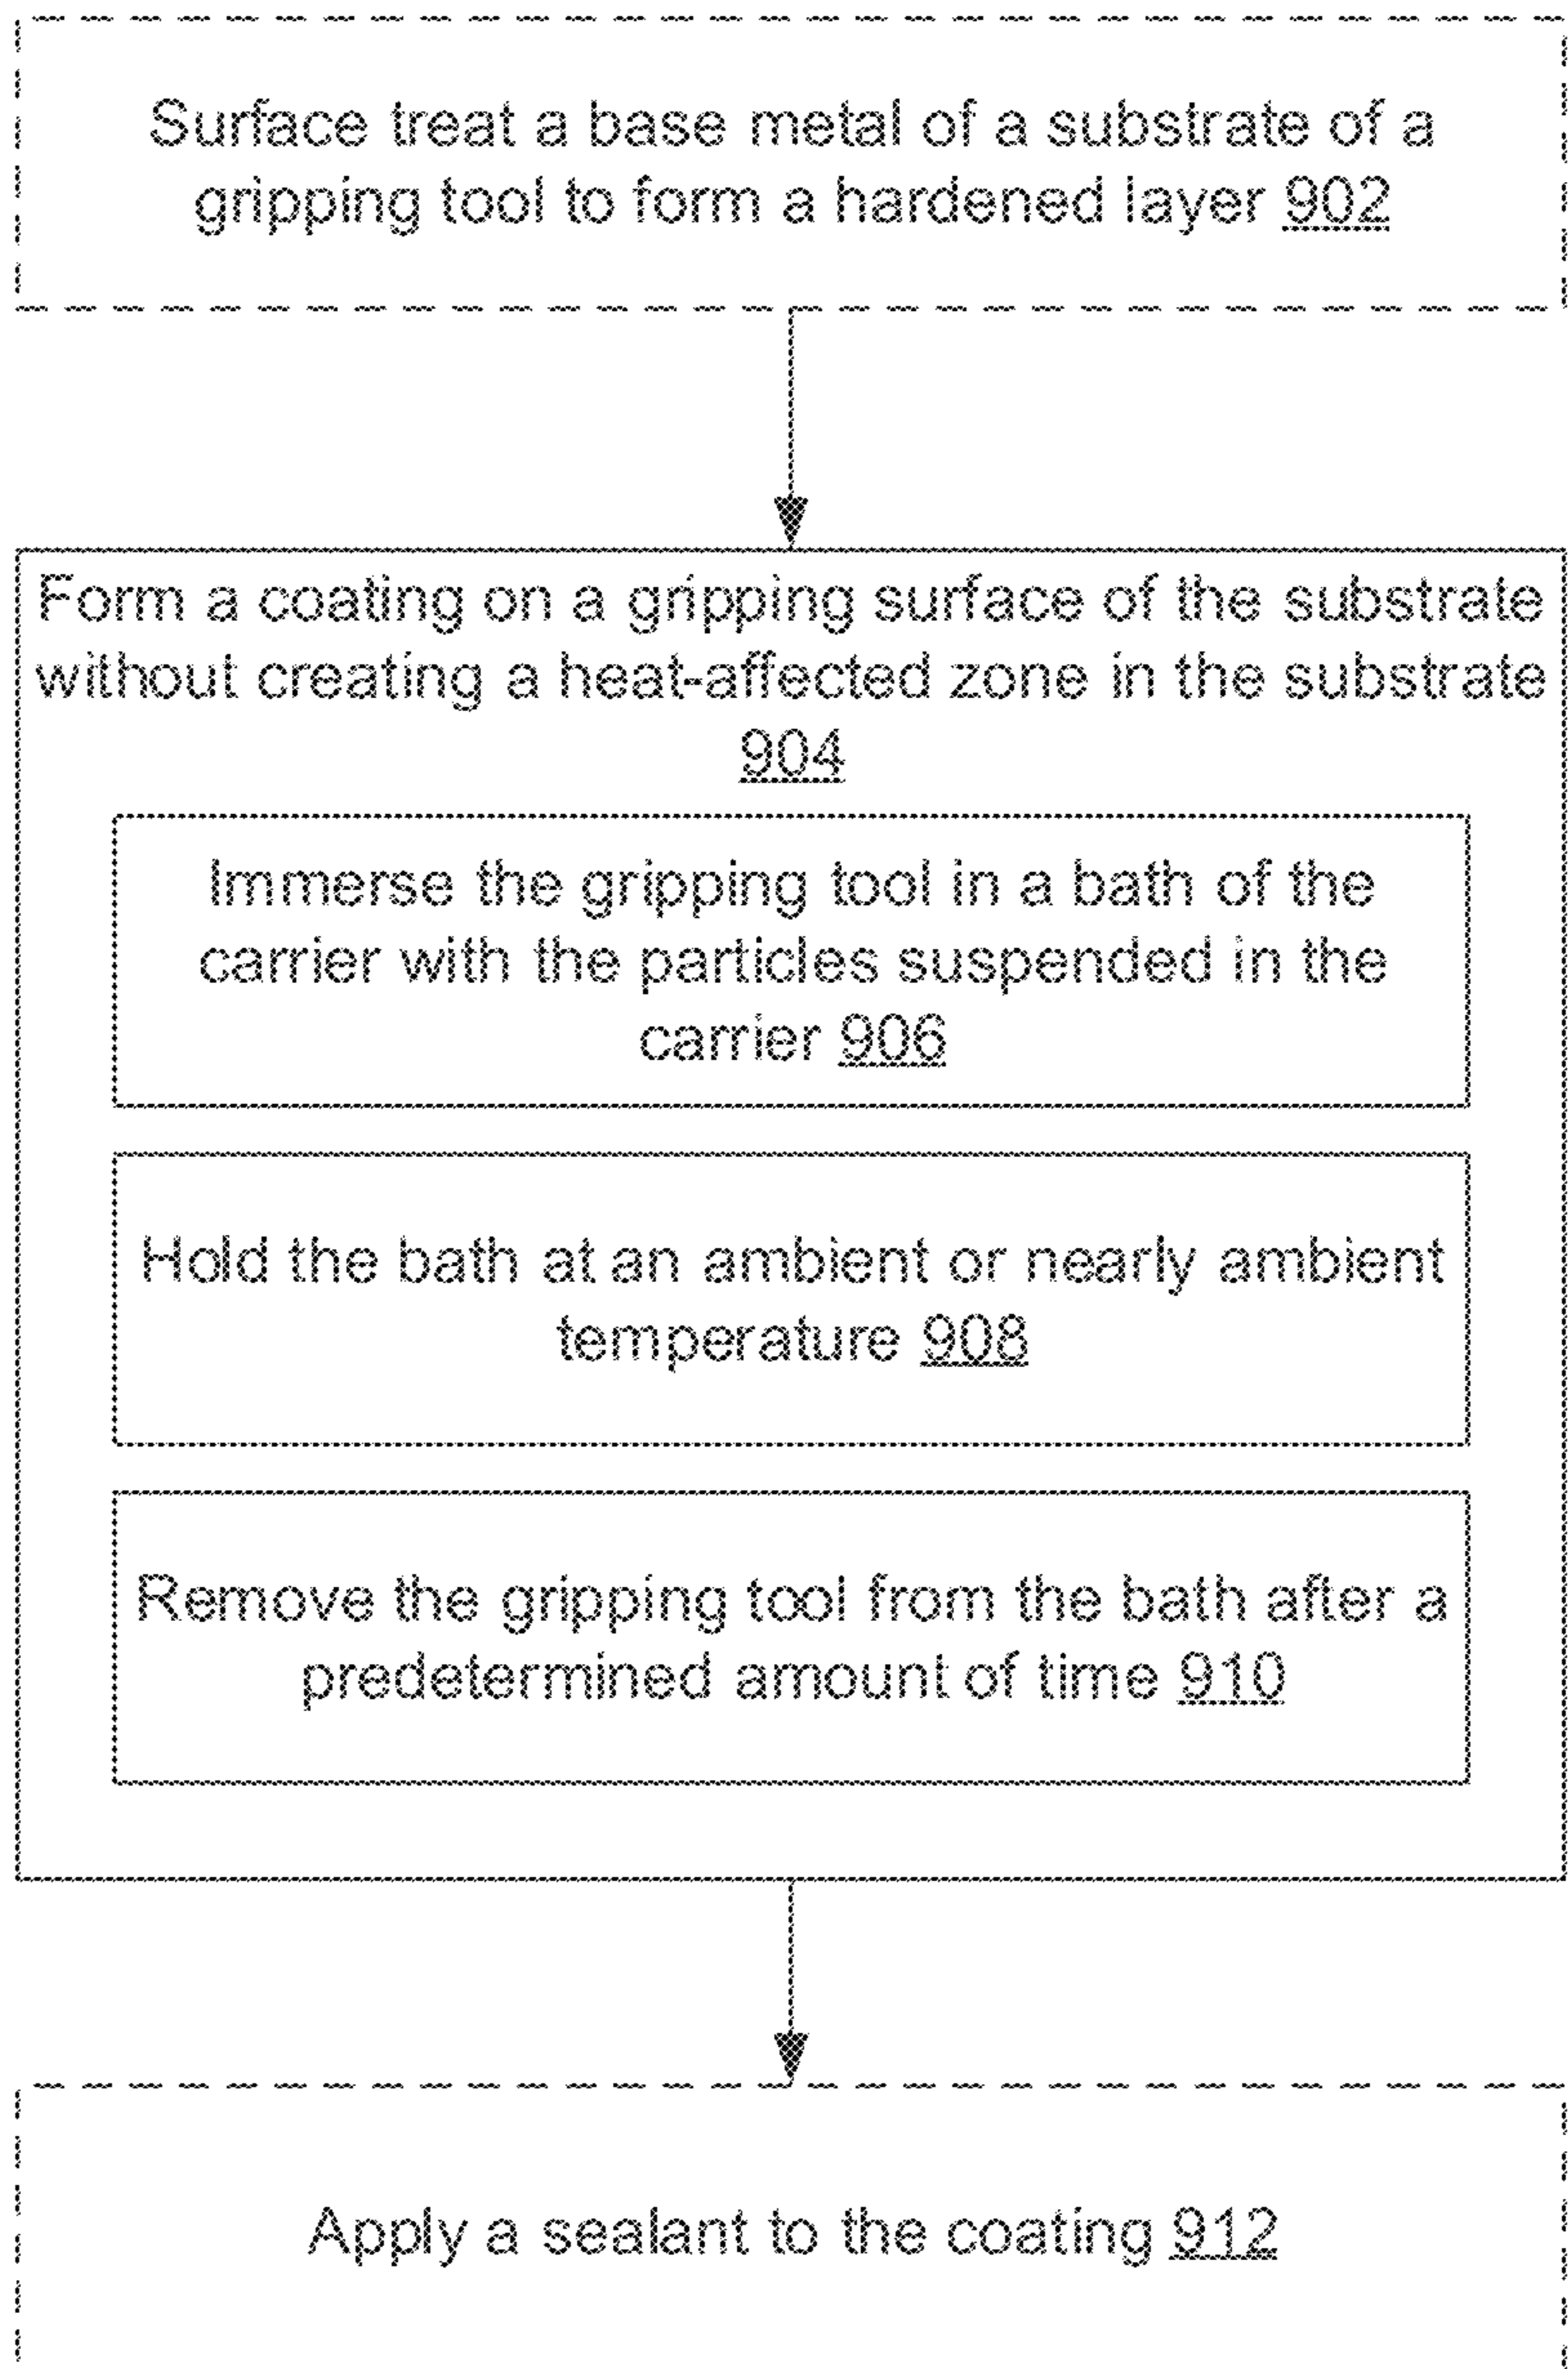 Surface treat a base metal of a substrate of a
gripping tool to form a hardened layer 902
Form a coating on a gripping surface of the substrate
without creating a heat-affected zone in the substrate
904
Immerse the gripping tool in a bath of the
carrier with the particles suspended in the
carrier 906
Hold the bath at an ambient or nearly ambient
temperature 908
Remove the gripping tool from the bath after a
predetermined amount of time 910
Apply a sealant to the coating 912